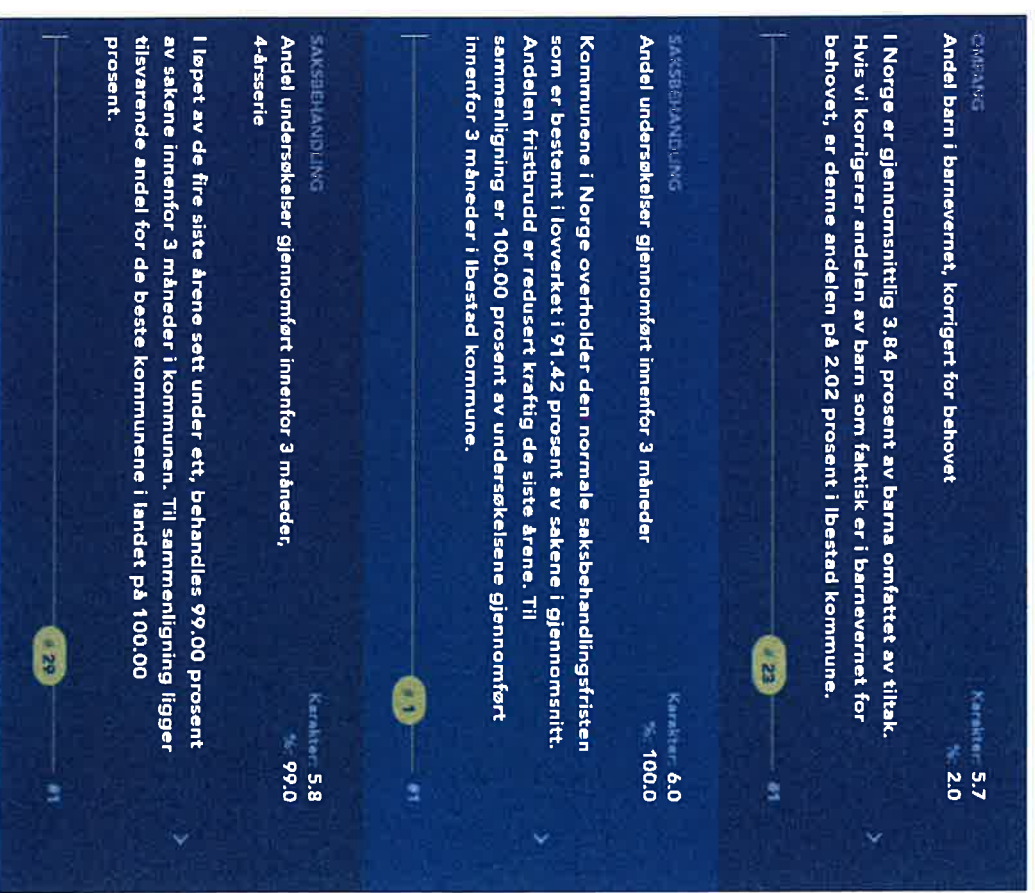 OMFANG
Andel barn i barnevernet, korrigert for behovet
Karakter: 5.7
%: 2.0
I Norge er gjennomsnittlig 3.84 prosent av barna omfattet av tiltak.
Hvis vi korrigerer andelen av barn som faktisk er i barnevernet for
behovet, er denne andelen på 2.02 prosent i Ibestad kommune.
# 23
#1
SAKSBEHANDLING
Andel undersøkelser gjennomført innenfor 3 måneder
Karakter: 6.0
%: 100.0
Kommunene i Norge overholder den normale saksbehandlingsfristen
som er bestemt i lovverket i 91.42 prosent av sakene i gjennomsnitt.
Andelen fristbrudd er redusert kraftig de siste årene. Til
sammenligning er 100.00 prosent av undersøkelsene gjennomført
innenfor 3 måneder i Ibestad kommune.
# 1
#1
SAKSBEHANDLING
Andel undersøkelser gjennomført innenfor 3 måneder,
4-årsserie
Karakter: 5.8
%: 99.0
I løpet av de fire siste årene sett under ett, behandles 99.00 prosent
av sakene innenfor 3 måneder i kommunen. Til sammenligning ligger
tilsvarende andel for de beste kommunene i landet på 100.00
prosent.
# 29
#1